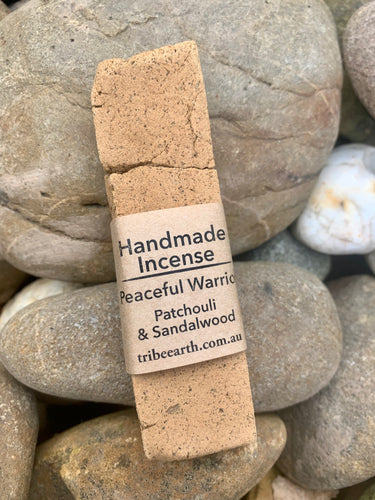 Handmade
Incense
Peaceful Warrio
Patchouli
& Sandalwood
tribeearth.com.au